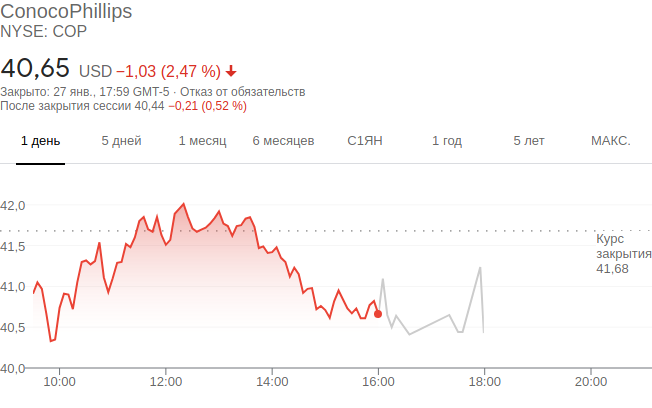 ConocoPhillips
NYSE: COP
40,65 USD −1,03 (2,47 %)
Закрыто: 27 янв., 17:59 GMT-5 · Отказ от обязательств
После закрытия сессии 40,44 −0,21 (0,52 %)
1 день 5 дней 1 месяц 6 месяцев С1ЯН 1 год 5 лет МАКС.
42,0
41,5
41,0
40,5
40,0
Курс
закрытия
41,68
10:00 12:00 14:00 16:00 18:00 20:00